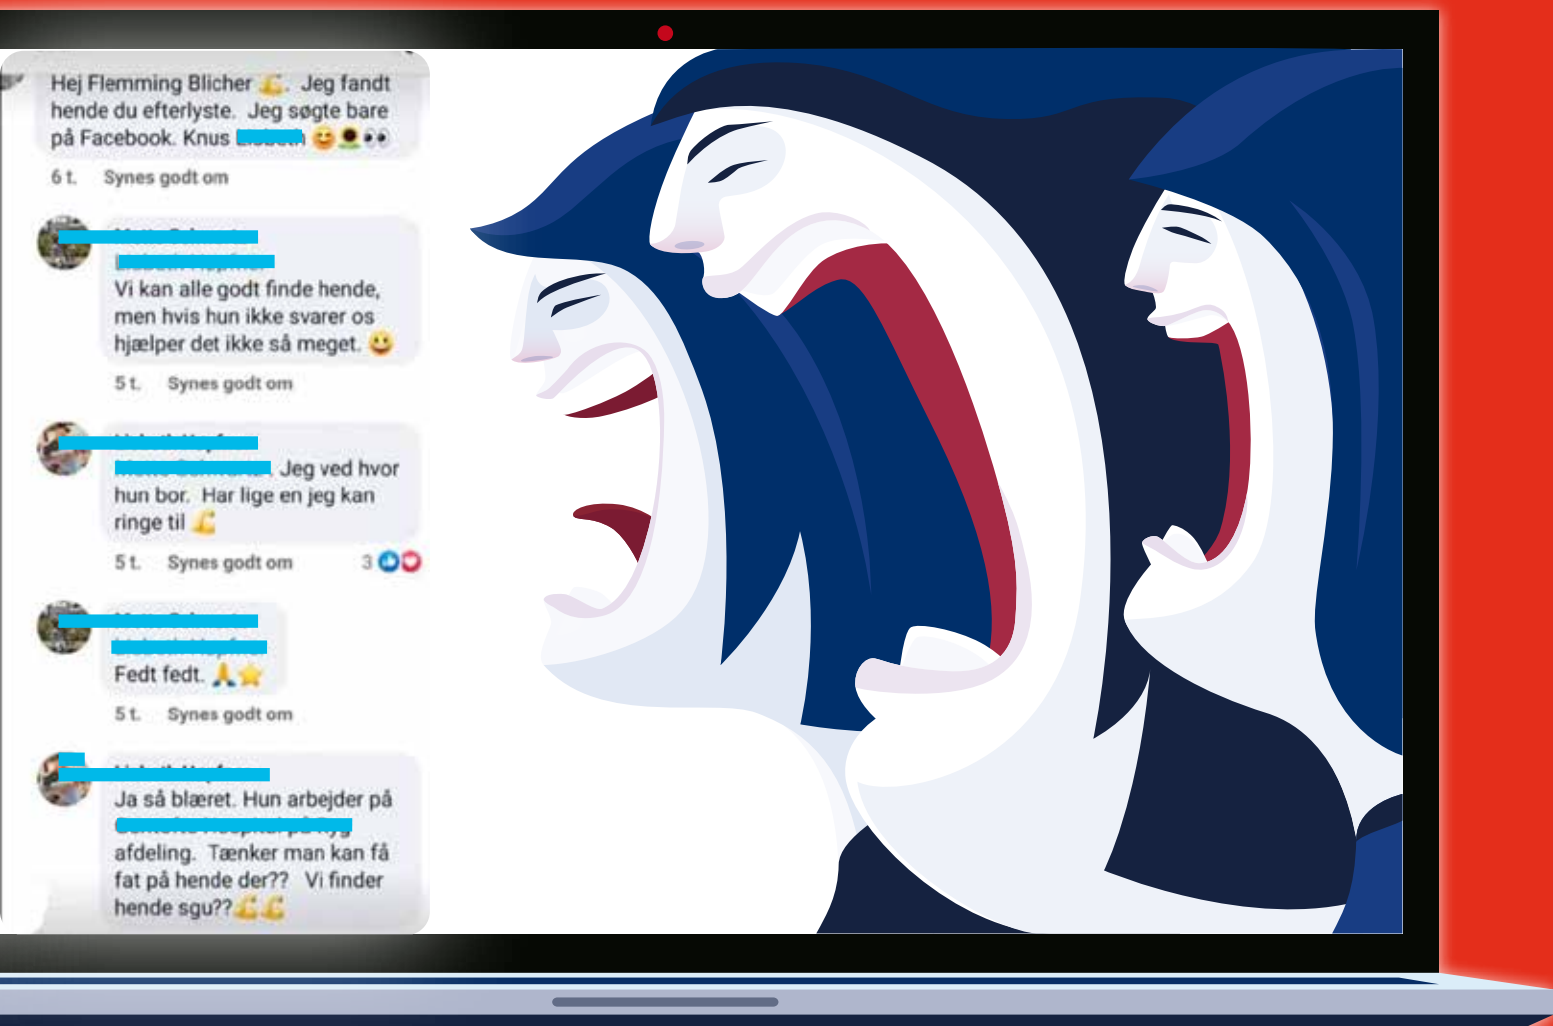 Hej Flemming Blicher 💪. Jeg fandt
hende du efterlyste. Jeg søgte bare
på Facebook. Knus 😊🌻👀
6 t. Synes godt om
Vi kan alle godt finde hende,
men hvis hun ikke svarer os
hjælper det ikke så meget. 😀
5 t. Synes godt om
. Jeg ved hvor
hun bor. Har lige en jeg kan
ringe til 💪
5 t. Synes godt om 3
Fedt fedt. 🙏⭐
5 t. Synes godt om
Ja så blæret. Hun arbejder på
afdeling. Tænker man kan få
fat på hende der?? Vi finder
hende sgu??💪💪